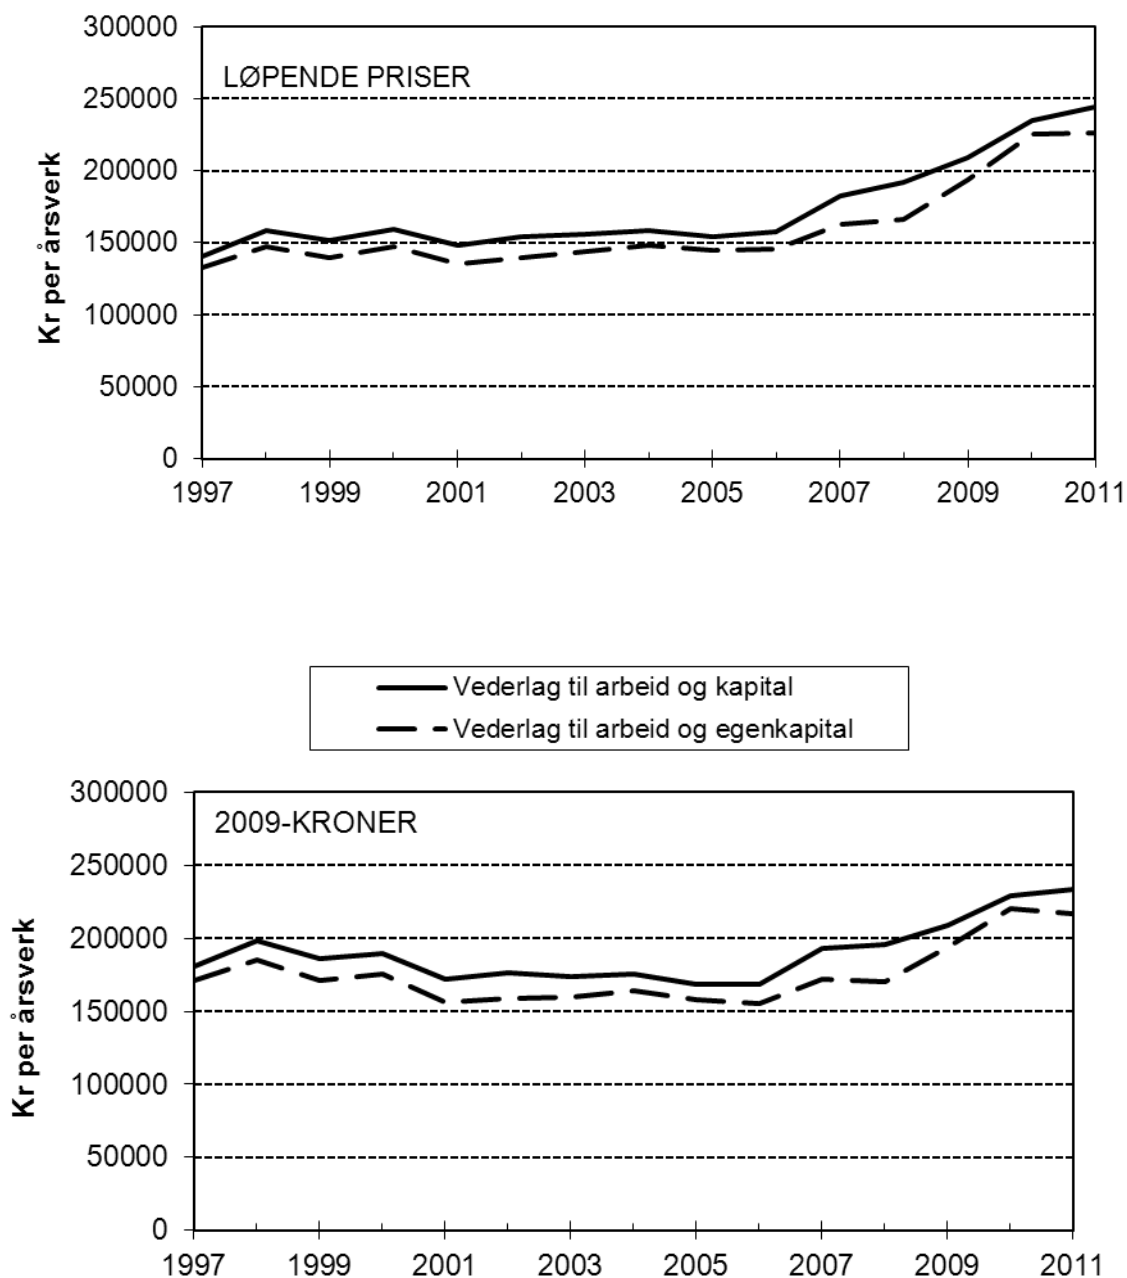 300000
LØPENDE PRISER
250000
200000
150000
100000
50000
0
Kr per årsverk
1997 1999 2001 2003 2005 2007 2009 2011
Vederlag til arbeid og kapital
Vederlag til arbeid og egenkapital
300000
2009-KRONER
250000
200000
150000
100000
50000
0
Kr per årsverk
1997 1999 2001 2003 2005 2007 2009 2011